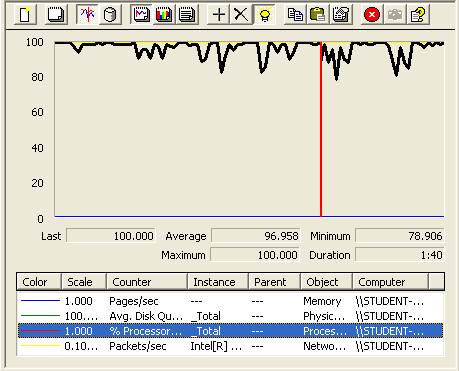 100
80
60
40
20
0
Last 100.000 Average 96.958 Minimum 78.906
Maximum 100.000 Duration 1:40
Color Scale Counter Instance Parent Object Computer
1.000 Pages/sec --- --- Memory \\STUDENT-...
100.... Avg. Disk Qu... _Total --- Physic... \\STUDENT-...
1.000 % Processor... _Total --- Proces... \\STUDENT-...
0.10... Packets/sec Intel[R] ... --- Netwo... \\STUDENT-...